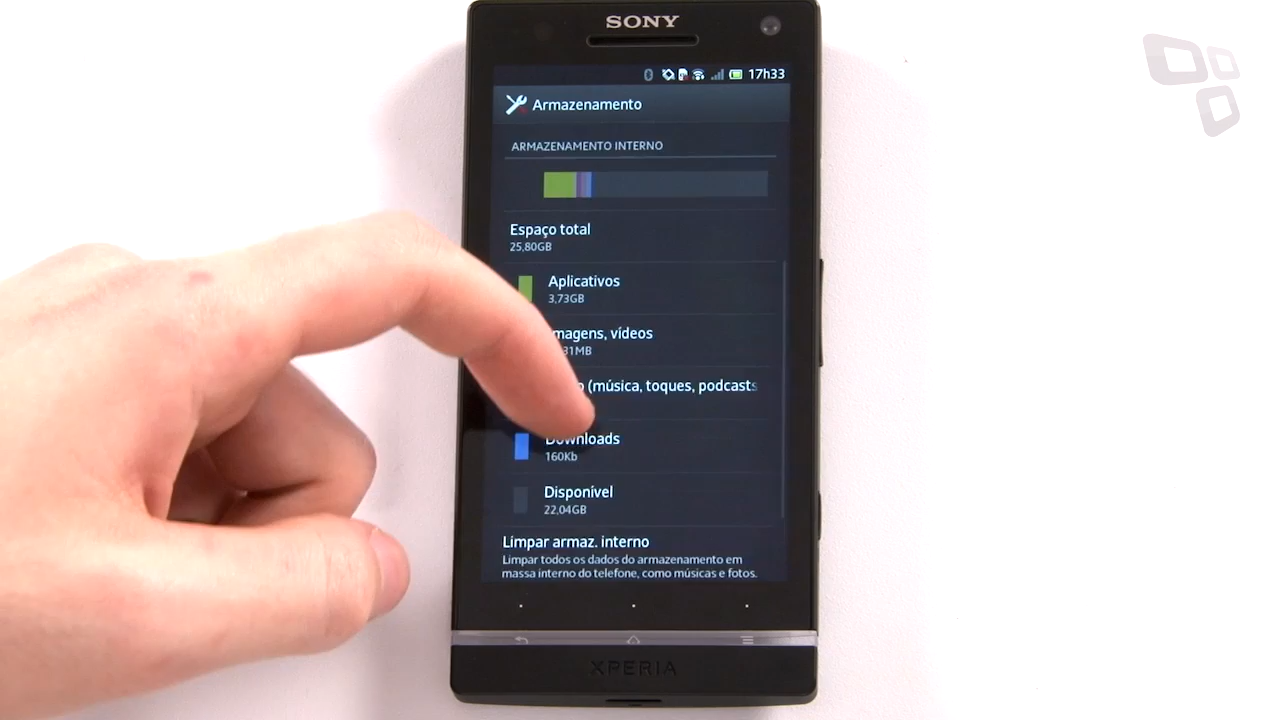 SONY
17h33
Armazenamento
ARMAZENAMENTO INTERNO
Espaço total
25,80GB
Aplicativos
3,73GB
magens, vídeos
31MB
(música, toques, podcasts
Downloads
160Kb
Disponível
22,04GB
Limpar armaz. interno
Limpar todos os dados do armazenamento em
massa interno do telefone, como músicas e fotos.
XPERIA